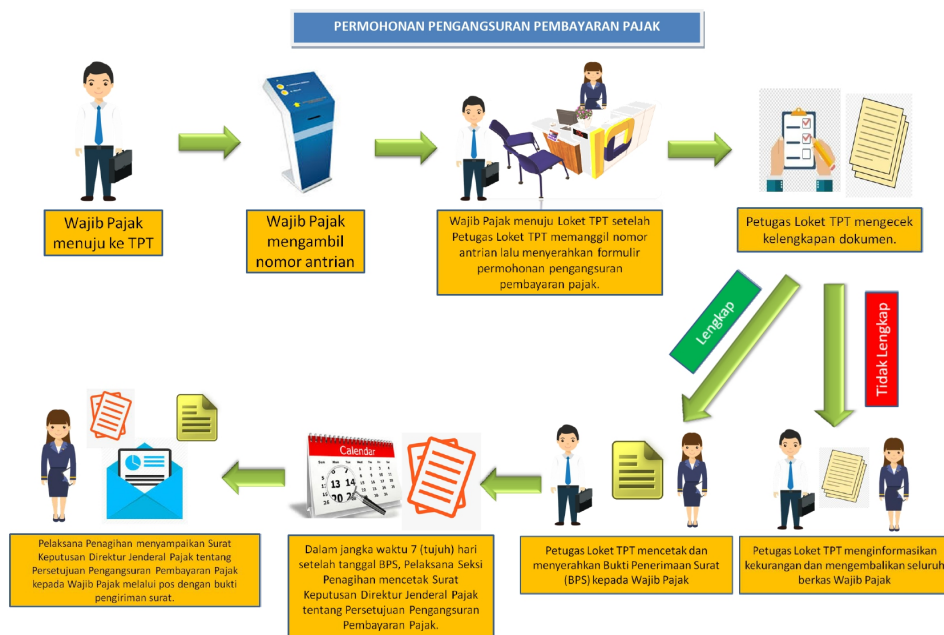 PERMOHONAN PENGANGSURAN PEMBAYARAN PAJAK
Wajib Pajak
menuju ke TPT
Wajib Pajak
mengambil
nomor antrian
Wajib Pajak menuju Loket TPT setelah
Petugas Loket TPT memanggil nomor
antrian lalu menyerahkan formulir
permohonan pengangsuran
pembayaran pajak.
Petugas Loket TPT mengecek
kelengkapan dokumen.
Lengkap
Tidak Lengkap
Petugas Loket TPT menginformasikan
kekurangan dan mengembalikan seluruh
berkas Wajib Pajak
Petugas Loket TPT mencetak dan
menyerahkan Bukti Penerimaan Surat
(BPS) kepada Wajib Pajak
Calendar
13 14
Dalam jangka waktu 7 (tujuh) hari
setelah tanggal BPS, Pelaksana Seksi
Penagihan mencetak Surat
Keputusan Direktur Jenderal Pajak
tentang Persetujuan Pengangsuran
Pembayaran Pajak.
Pelaksana Penagihan menyampaikan Surat
Keputusan Direktur Jenderal Pajak tentang
Persetujuan Pengangsuran Pembayaran Pajak
kepada Wajib Pajak melalui pos dengan bukti
pengiriman surat.